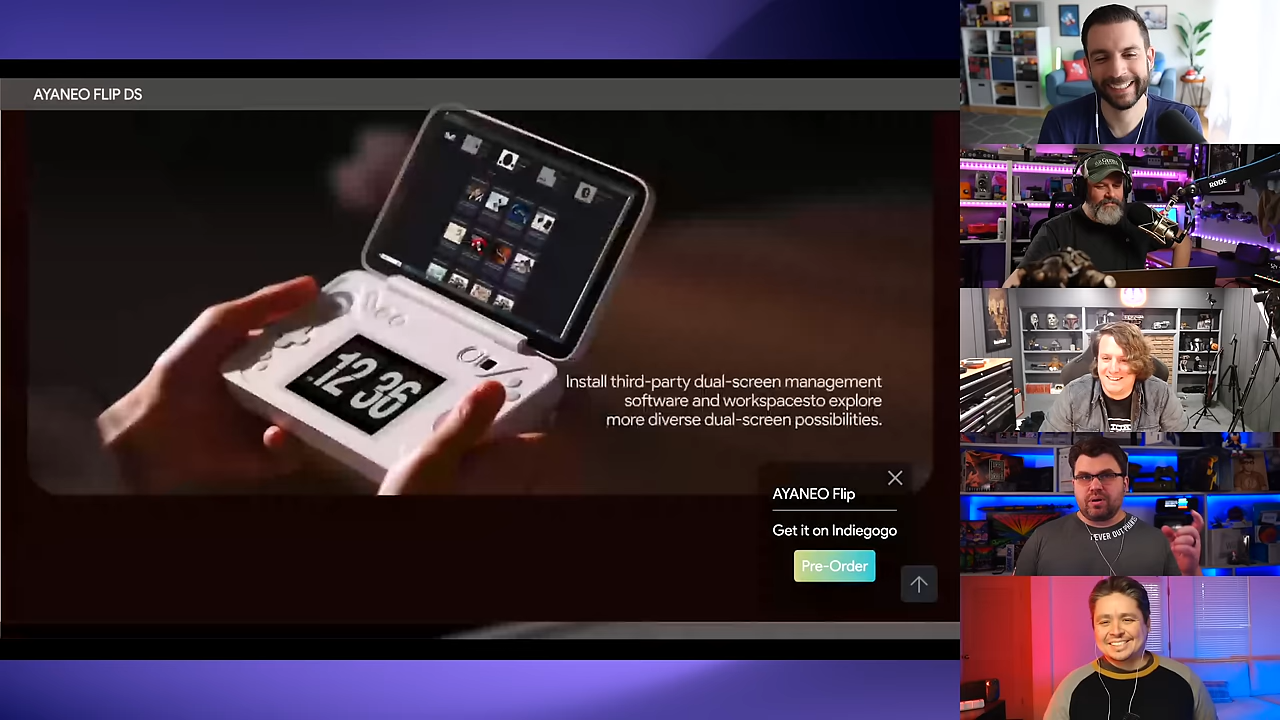 AYANEO FLIP DS
12 36
Install third-party dual-screen management
software and workspacesto explore
more diverse dual-screen possibilities.
AYANEO Flip
Get it on Indiegogo
Pre-Order
RØDE